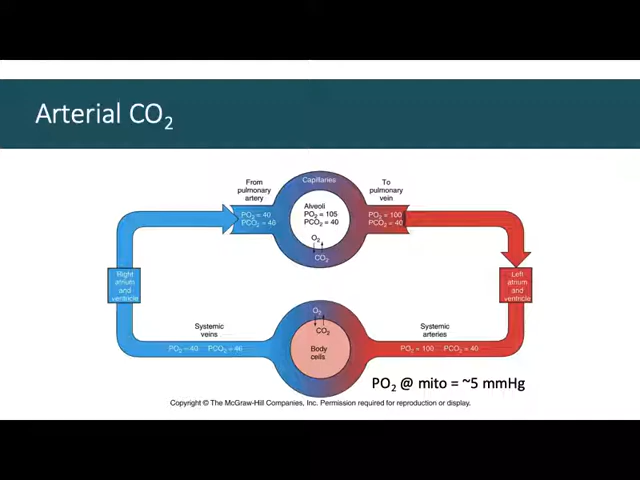 Arterial CO₂
From
pulmonary
artery
Capillaries
To
pulmonary
vein
PO₂ = 40
PCO₂ = 46
Alveoli
PO₂ = 105
PCO₂ = 40
PO₂ = 100
PCO₂ = 40
O₂
CO₂
Right
atrium
and
ventricle
Left
atrium
and
ventricle
O₂
CO₂
Body
cells
Systemic
veins
PO₂ = 40 PCO₂ = 46
Systemic
arteries
PO₂ = 100 PCO₂ = 40
PO₂ @ mito = ~5 mmHg
Copyright © The McGraw-Hill Companies, Inc. Permission required for reproduction or display.